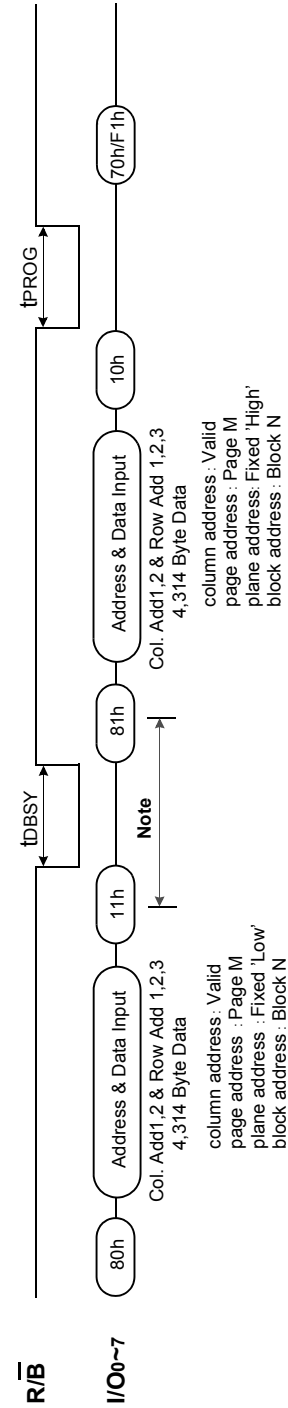 R/B
tDBSY
tPROG
I/O0~7
80h
Address & Data Input
11h
81h
Address & Data Input
10h
70h/F1h
Col. Add1,2 & Row Add 1,2,3
4,314 Byte Data
Note
Col. Add1,2 & Row Add 1,2,3
4,314 Byte Data
column address : Valid
page address : Page M
plane address : Fixed 'Low'
block address : Block N
column address : Valid
page address : Page M
plane address: Fixed 'High'
block address : Block N